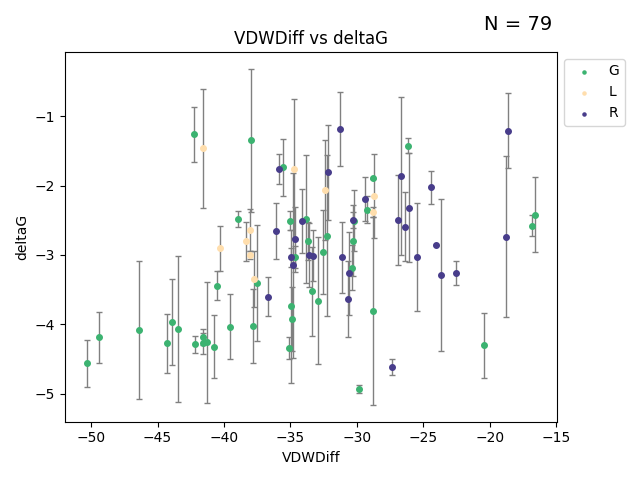 N = 79
VDWDiff vs deltaG
G
L
R
−1
−2
−3
−4
−5
deltaG
−50
−45
−40
−35
−30
−25
−20
−15
VDWDiff